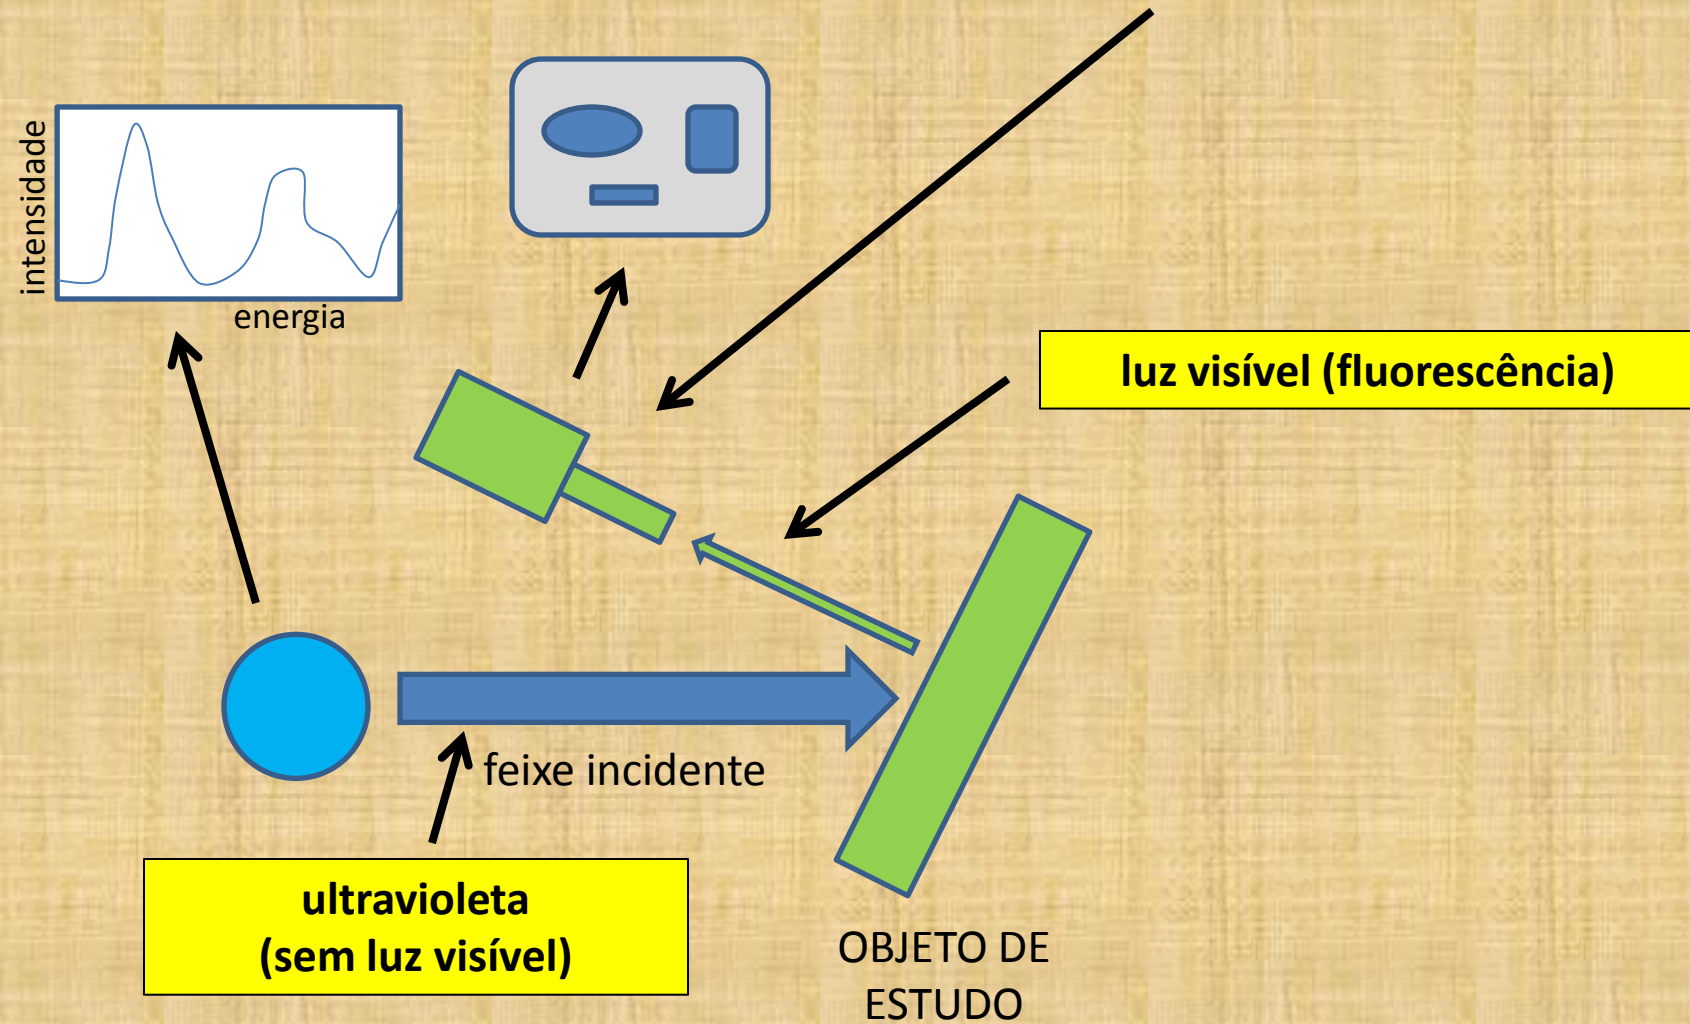 intensidade
energia
luz visível (fluorescência)
feixe incidente
ultravioleta
(sem luz visível)
OBJETO DE
ESTUDO